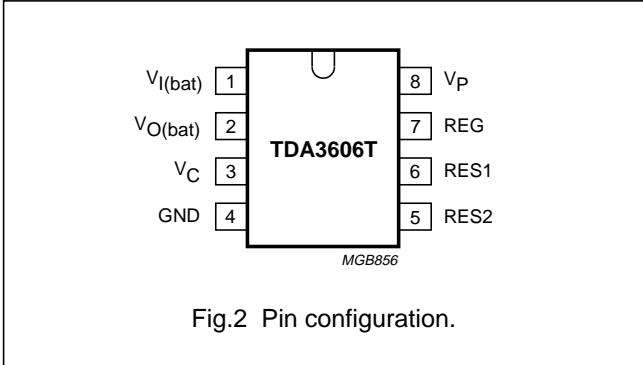 V_I(bat) 1 8 V_P
V_O(bat) 2 7 REG
TDA3606T
V_C 3 6 RES1
GND 4 5 RES2
MGB856
Fig.2 Pin configuration.